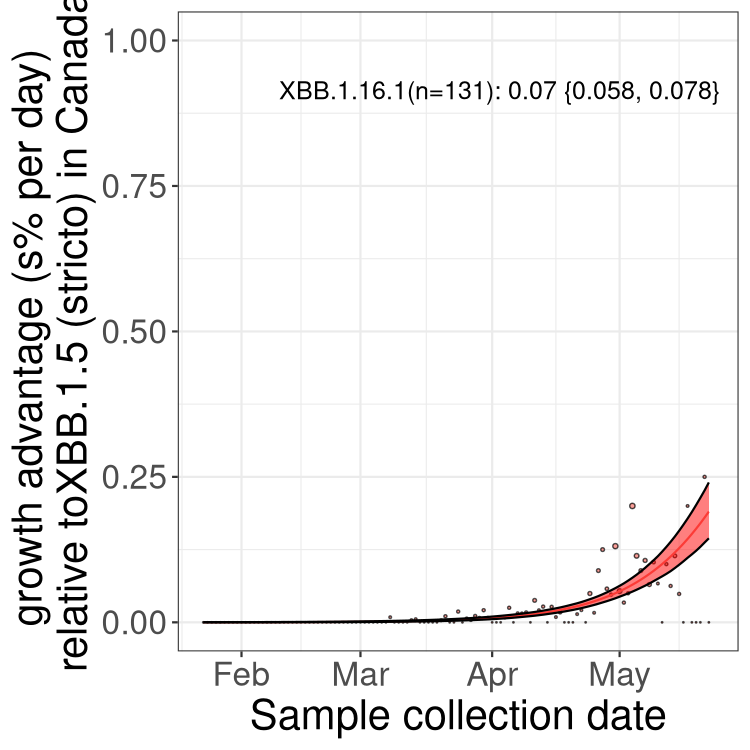 growth advantage (s% per day)
relative toXBB.1.5 (stricto) in Canada
1.00
0.75
0.50
0.25
0.00
XBB.1.16.1(n=131): 0.07 {0.058, 0.078}
Feb Mar Apr May
Sample collection date